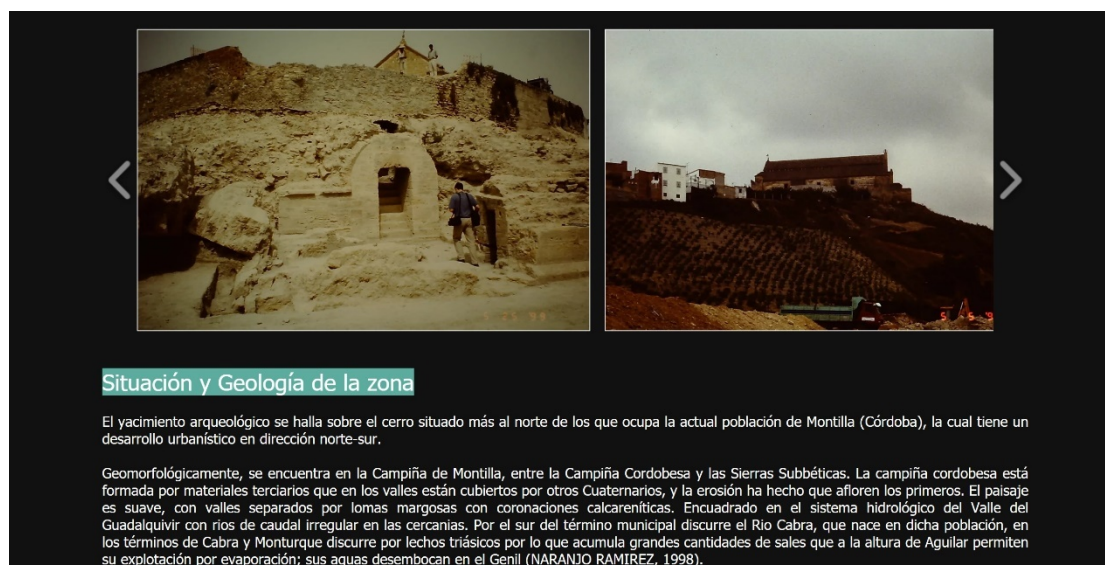 Situación y Geología de la zona
El yacimiento arqueológico se halla sobre el cerro situado más al norte de los que ocupa la actual población de Montilla (Córdoba), la cual tiene un
desarrollo urbanístico en dirección norte-sur.
Geomorfológicamente, se encuentra en la Campiña de Montilla, entre la Campiña Cordobesa y las Sierras Subbéticas. La campiña cordobesa está
formada por materiales terciarios que en los valles están cubiertos por otros Cuaternarios, y la erosión ha hecho que afloren los primeros. El paisaje
es suave, con valles separados por lomas margosas con coronaciones calcareníticas. Encuadrado en el sistema hidrológico del Valle del
Guadalquivir con rios de caudal irregular en las cercanias. Por el sur del término municipal discurre el Rio Cabra, que nace en dicha población, en
los términos de Cabra y Monturque discurre por lechos triásicos por lo que acumula grandes cantidades de sales que a la altura de Aguilar permiten
su explotación por evaporación; sus aguas desembocan en el Genil (NARANJO RAMIREZ, 1998).